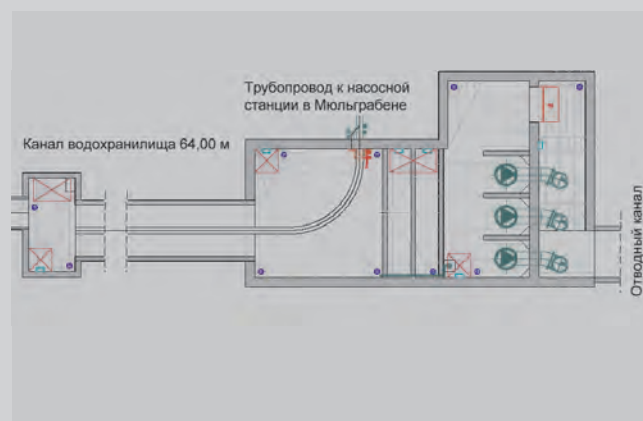 Трубопровод к насосной
станции в Мюльграбене
Канал водохранилища 64,00 м
Отводный канал